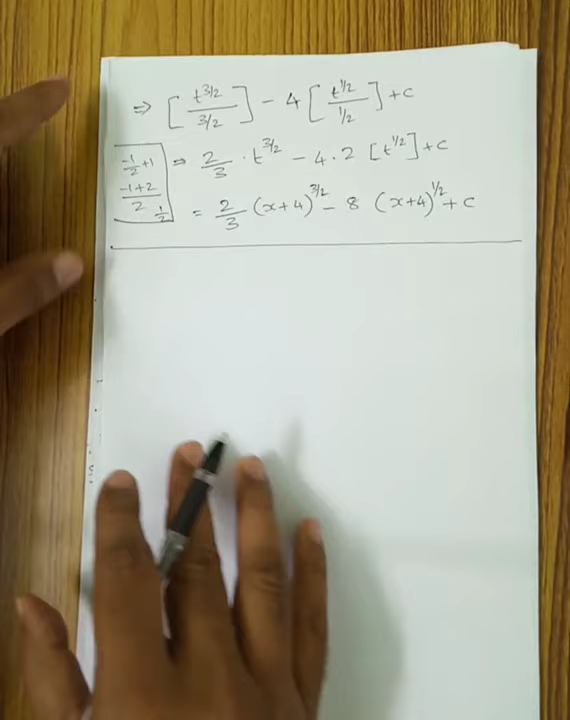 ⇒ [ t^3/2 / 3/2 ] - 4 [ t^1/2 / 1/2 ] + c
-1/2 + 1
⇒ 2/3 · t^3/2 - 4 · 2 [t^1/2] + c
-1+2 / 2
1/2
= 2/3 (x+4)^3/2 - 8 (x+4)^1/2 + c